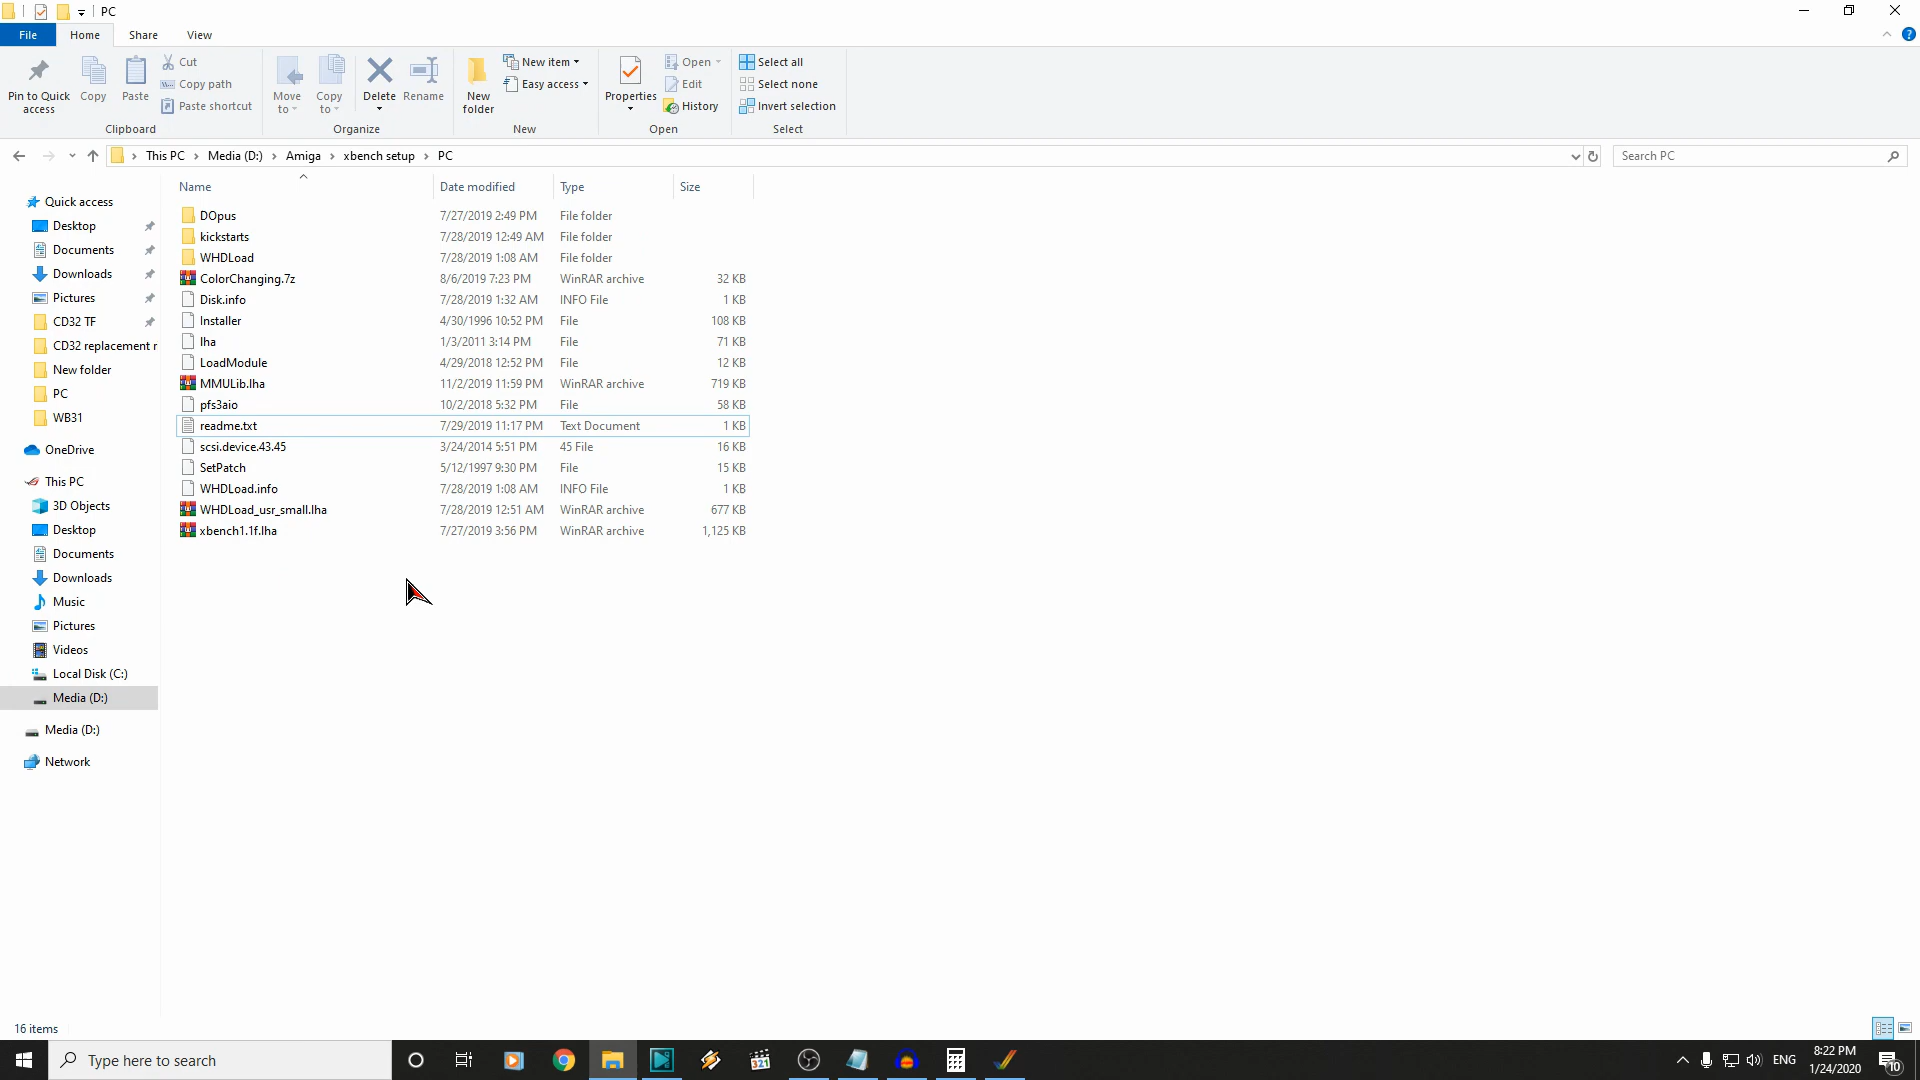 PC
File Home Share View
Pin to Quick access
Copy
Paste
Cut
Copy path
Paste shortcut
Clipboard
Move to
Copy to
Delete
Rename
Organize
New folder
New item
Easy access
New
Properties
Open
Edit
History
Open
Select all
Select none
Invert selection
Select
This PC › Media (D:) › Amiga › xbench setup › PC
Search PC
Quick access
Desktop
Documents
Downloads
Pictures
CD32 TF
CD32 replacement r
New folder
PC
WB31
OneDrive
This PC
3D Objects
Desktop
Documents
Downloads
Music
Pictures
Videos
Local Disk (C:)
Media (D:)
Media (D:)
Network
Name Date modified Type Size
DOpus 7/27/2019 2:49 PM File folder
kickstarts 7/28/2019 12:49 AM File folder
WHDLoad 7/28/2019 1:08 AM File folder
ColorChanging.7z 8/6/2019 7:23 PM WinRAR archive 32 KB
Disk.info 7/28/2019 1:32 AM INFO File 1 KB
Installer 4/30/1996 10:52 PM File 108 KB
lha 1/3/2011 3:14 PM File 71 KB
LoadModule 4/29/2018 12:52 PM File 12 KB
MMULib.lha 11/2/2019 11:59 PM WinRAR archive 719 KB
pfs3aio 10/2/2018 5:32 PM File 58 KB
readme.txt 7/29/2019 11:17 PM Text Document 1 KB
scsi.device.43.45 3/24/2014 5:51 PM 45 File 16 KB
SetPatch 5/12/1997 9:30 PM File 15 KB
WHDLoad.info 7/28/2019 1:08 AM INFO File 1 KB
WHDLoad_usr_small.lha 7/28/2019 12:51 AM WinRAR archive 677 KB
xbench1.1f.lha 7/27/2019 3:56 PM WinRAR archive 1,125 KB
16 items
Type here to search
321
ENG
8:22 PM
1/24/2020
10